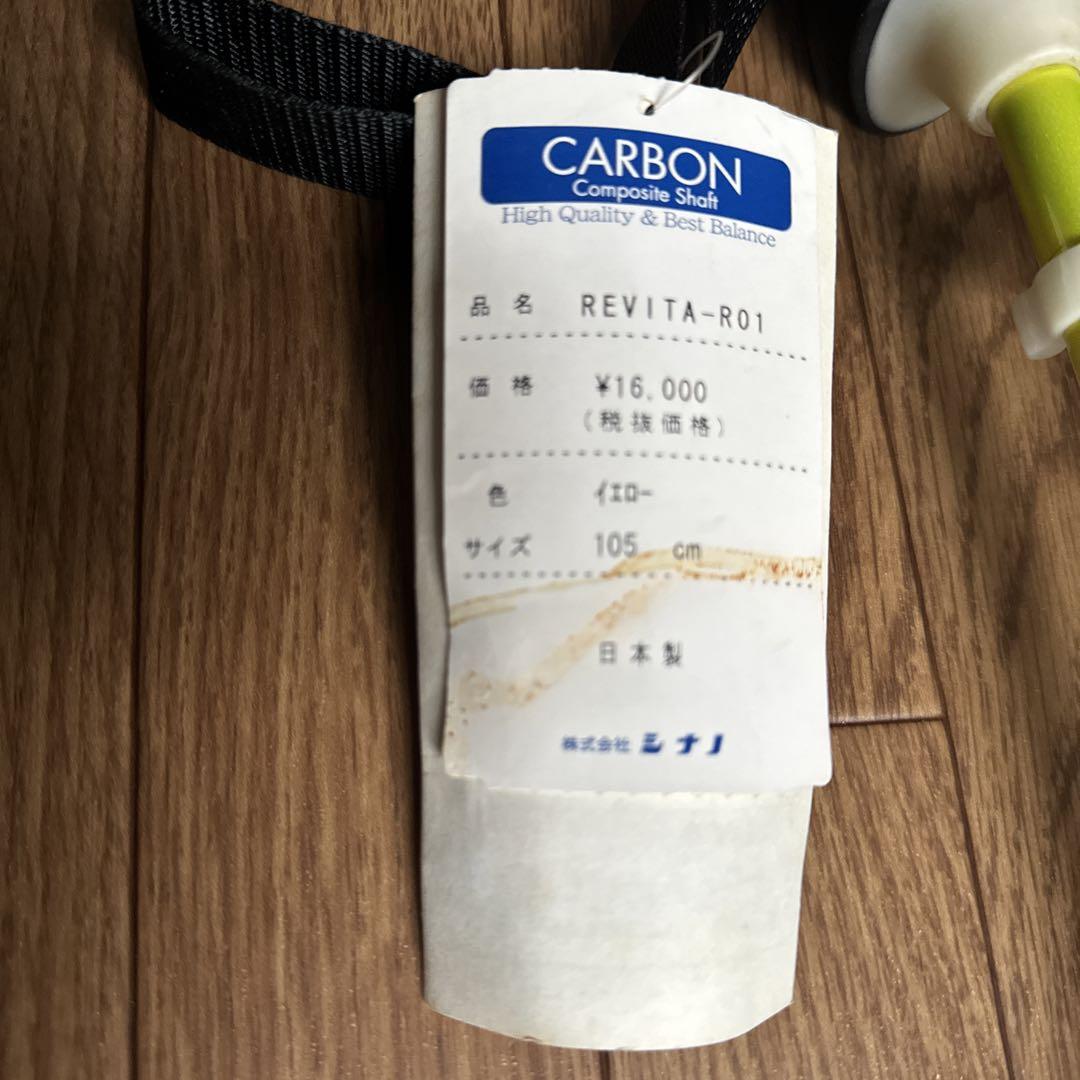 CARBON
Composite Shaft
High Quality & Best Balance
品 名 REVITA-R01
価 格 ¥16,000
(税抜価格)
色 イエロー
サイズ 105 cm
日本製
株式会社 シナノ